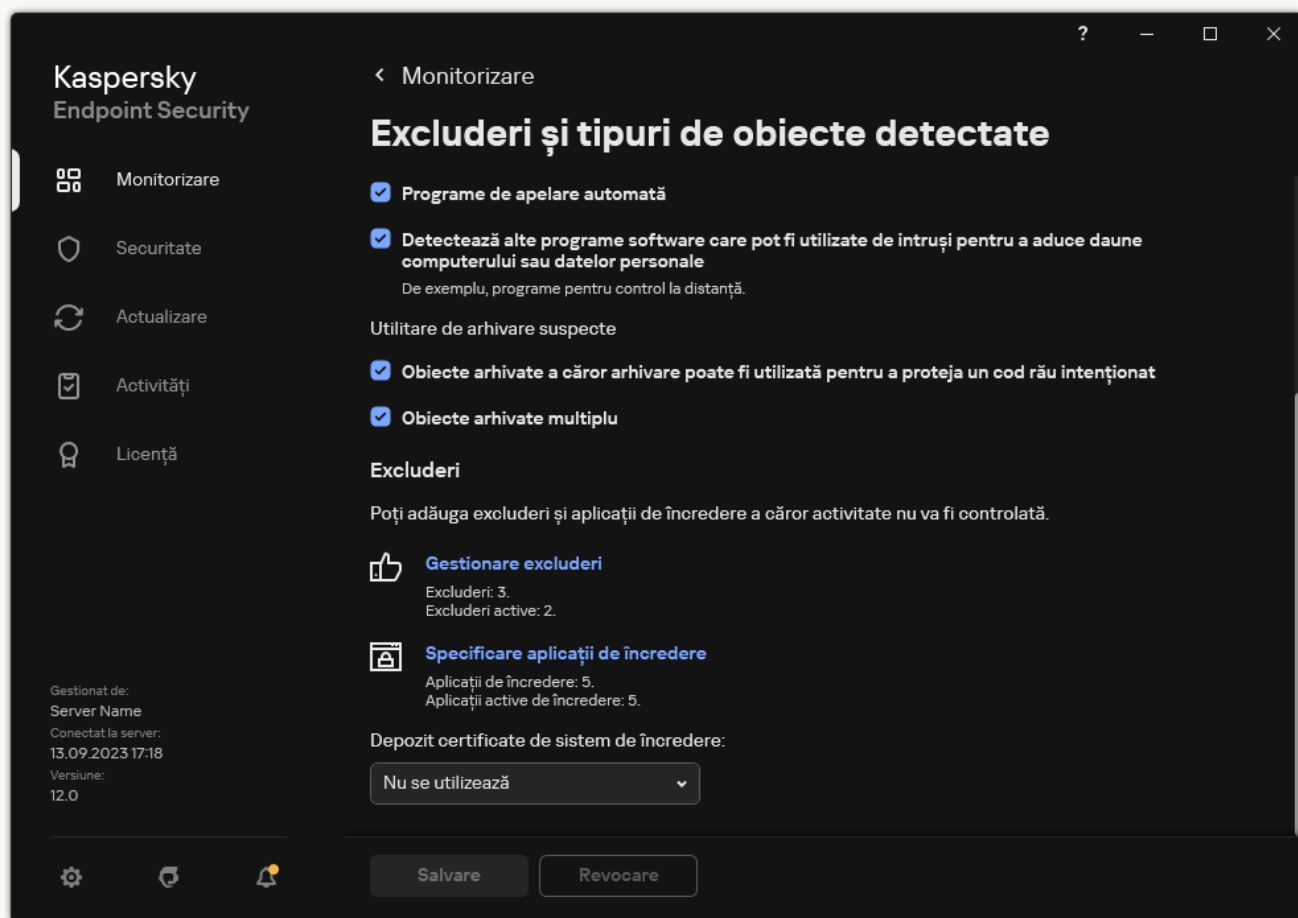 ?
Kaspersky
Endpoint Security
Monitorizare
Securitate
Actualizare
Activități
Licență
Gestionat de:
Server Name
Conectat la server:
13.09.2023 17:18
Versiune:
12.0
Monitorizare
Excluderi și tipuri de obiecte detectate
Programe de apelare automată
Detectează alte programe software care pot fi utilizate de intruși pentru a aduce daune
computerului sau datelor personale
De exemplu, programe pentru control la distanță.
Utilitare de arhivare suspecte
Obiecte arhivate a căror arhivare poate fi utilizată pentru a proteja un cod rău intenționat
Obiecte arhivate multiplu
Excluderi
Poți adăuga excluderi și aplicații de încredere a căror activitate nu va fi controlată.
Gestionare excluderi
Excluderi: 3.
Excluderi active: 2.
Specificare aplicații de încredere
Aplicații de încredere: 5.
Aplicații active de încredere: 5.
Depozit certificate de sistem de încredere:
Nu se utilizează
Salvare
Revocare